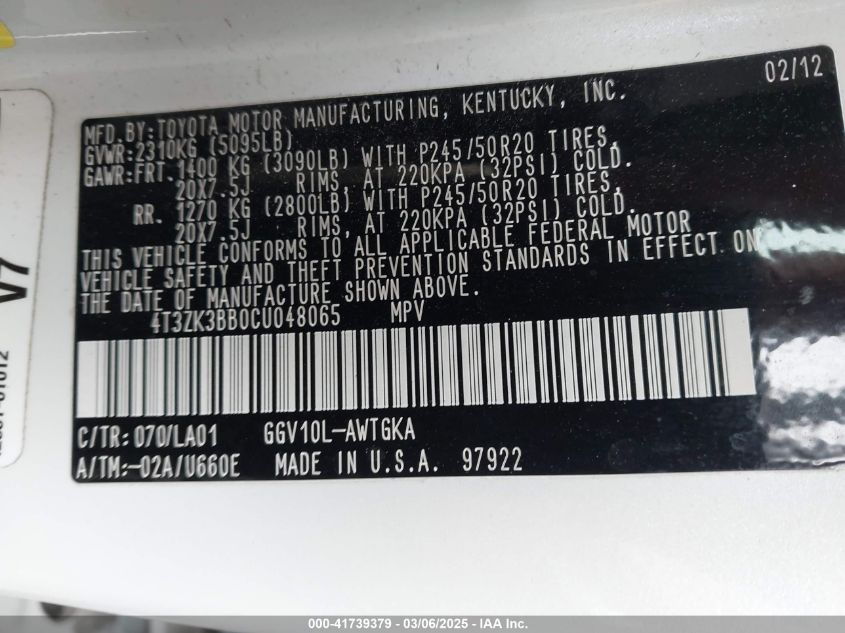 02/12
MFD.BY:TOYOTA MOTOR MANUFACTURING, KENTUCKY, INC.
GVWR:2310KG (5095LB)
GAWR:FRT.1400 KG (3090LB) WITH P245/50R20 TIRES,
20X7.5J RIMS, AT 220KPA (32PSI) COLD.
RR. 1270 KG (2800LB) WITH P245/50R20 TIRES,
20X7.5J RIMS, AT 220KPA (32PSI) COLD.
THIS VEHICLE CONFORMS TO ALL APPLICABLE FEDERAL MOTOR
VEHICLE SAFETY AND THEFT PREVENTION STANDARDS IN EFFECT ON
THE DATE OF MANUFACTURE SHOWN ABOVE.
4T3ZK3BB0CU048065 MPV
C/TR: 070/LA01 GGV10L-AWTGKA
A/TM:-02A/U660E MADE IN U.S.A. 97922
V7
000-41739379 — 03/06/2025 — IAA Inc.